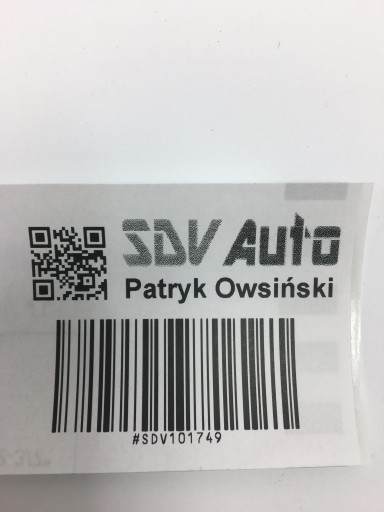 SDV Auto
Patryk Owsiński
#SDV101749